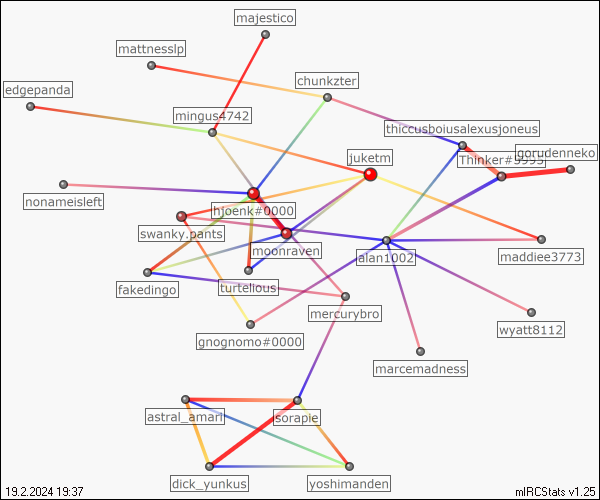 majestico
mattnesslp
chunkzter
edgepanda
mingus4742
thiccusboiusalexusjoneus
gorudenneko
Thinker#5995
juketm
nonameisleft
hjoenk#0000
swanky.pants
moonraven
alan1002
maddiee3773
fakedingo
turtelious
mercurybro
wyatt8112
gnognomo#0000
marcemadness
astral_amari
sorapie
dick_yunkus
yoshimanden
19.2.2024 19:37
mIRCStats v1.25